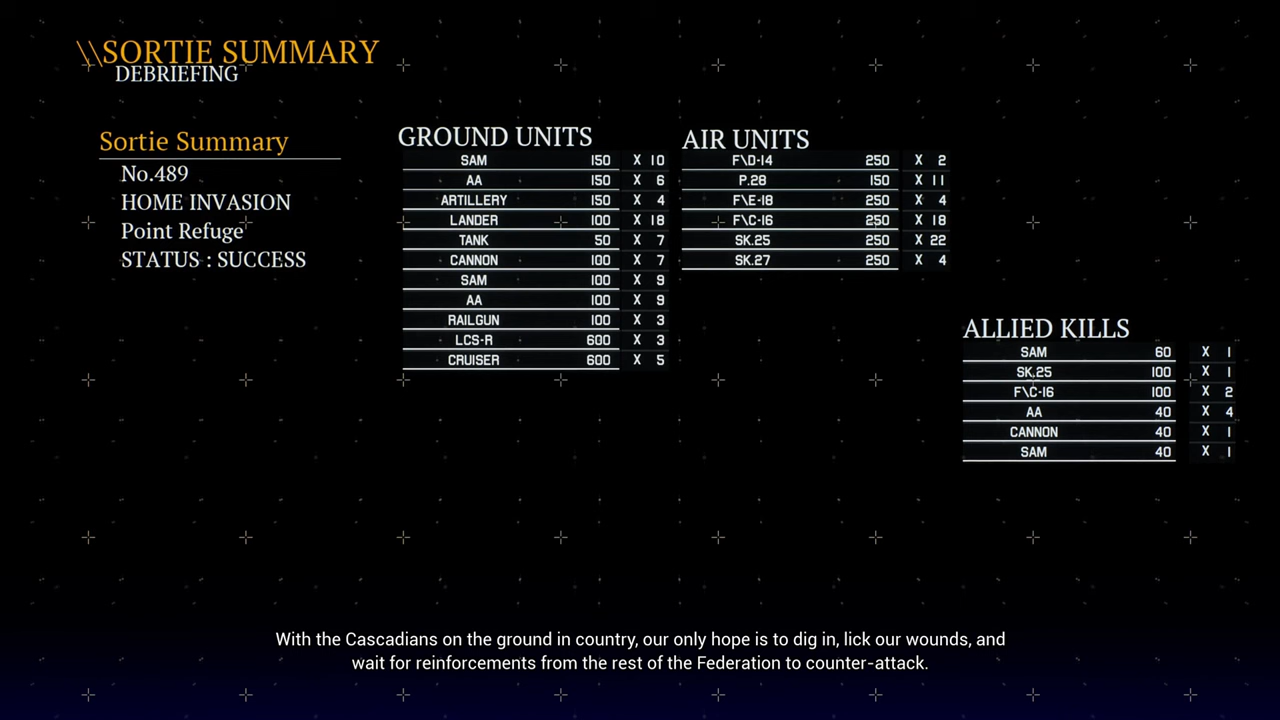 \\SORTIE SUMMARY
DEBRIEFING
Sortie Summary
No.489
HOME INVASION
Point Refuge
STATUS : SUCCESS
GROUND UNITS
SAM 150 X 10
AA 150 X 6
ARTILLERY 150 X 4
LANDER 100 X 18
TANK 50 X 7
CANNON 100 X 7
SAM 100 X 9
AA 100 X 9
RAILGUN 100 X 3
LCS-R 600 X 3
CRUISER 600 X 5
AIR UNITS
F\D-14 250 X 2
P.28 150 X 11
F\E-18 250 X 4
F\C-16 250 X 18
SK.25 250 X 22
SK.27 250 X 4
ALLIED KILLS
SAM 60 X 1
SK.25 100 X 1
F\C-16 100 X 2
AA 40 X 4
CANNON 40 X 1
SAM 40 X 1
With the Cascadians on the ground in country, our only hope is to dig in, lick our wounds, and
wait for reinforcements from the rest of the Federation to counter-attack.